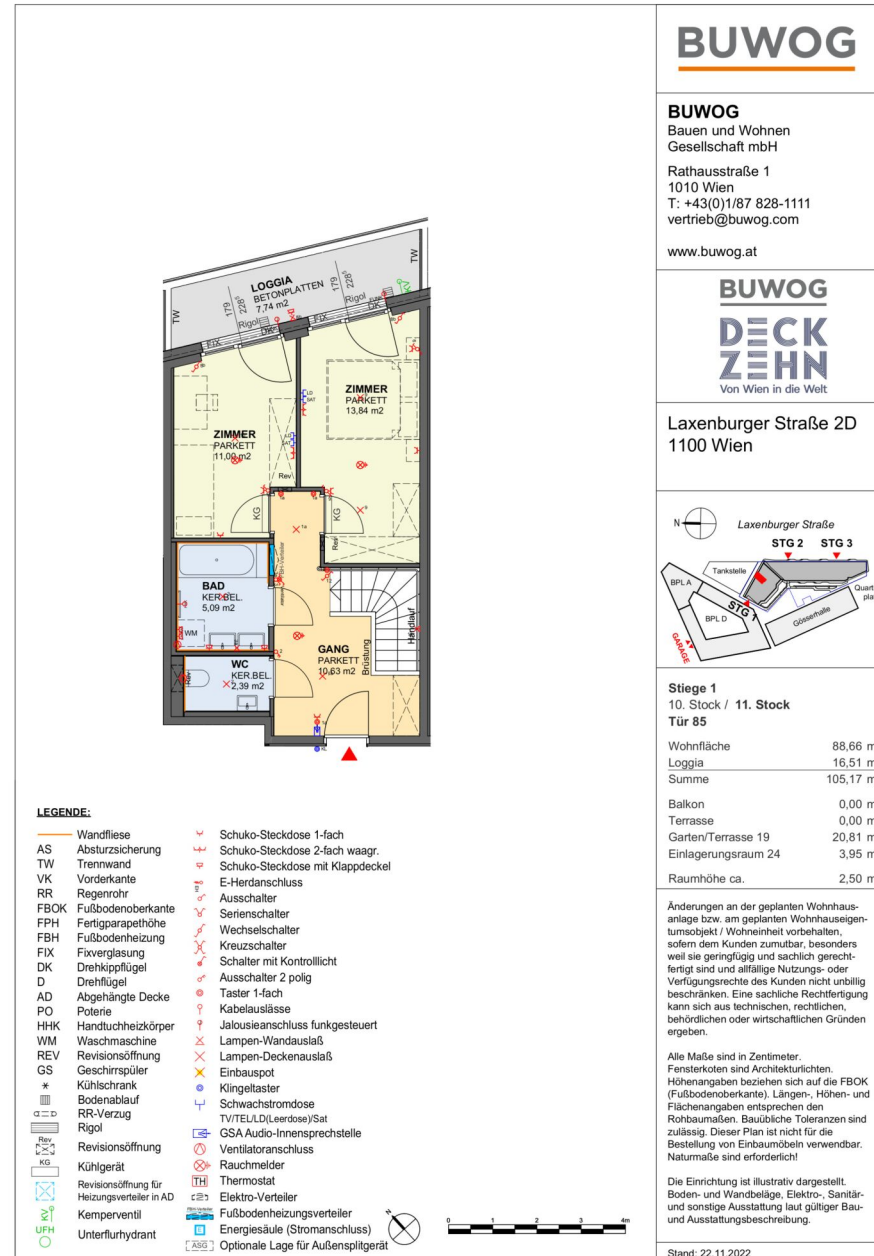 BUWOG
BUWOG
Bauen und Wohnen
Gesellschaft mbH
Rathausstraße 1
1010 Wien
T: +43(0)1/87 828-1111
vertrieb@buwog.com
www.buwog.at
BUWOG
DECK
ZEHN
Von Wien in die Welt
Laxenburger Straße 2D
1100 Wien
N
Laxenburger Straße
STG 2 STG 3
Tankstelle
BPL A
STG 1
BPL D
Gösserhalle
GARAGE
Stiege 1
10. Stock / 11. Stock
Tür 85
Wohnfläche 88,66 m
Loggia 16,51 m
Summe 105,17 m
Balkon 0,00 m
Terrasse 0,00 m
Garten/Terrasse 19 20,81 m
Einlagerungsraum 24 3,95 m
Raumhöhe ca. 2,50 m
Änderungen an der geplanten Wohnhaus-
anlage bzw. am geplanten Wohnhauseigen-
tumsobjekt / Wohneinheit vorbehalten,
sofern dem Kunden zumutbar, besonders
weil sie geringfügig und sachlich gerecht-
fertigt sind und allfällige Nutzungs- oder
Verfügungsrechte des Kunden nicht unbillig
beschränken. Eine sachliche Rechtfertigung
kann sich aus technischen, rechtlichen,
behördlichen oder wirtschaftlichen Gründen
ergeben.
Alle Maße sind in Zentimeter.
Fensterkoten sind Architekturlichten.
Höhenangaben beziehen sich auf die FBOK
(Fußbodenoberkante). Längen-, Höhen- und
Flächenangaben entsprechen den
Rohbaumaßen. Bauübliche Toleranzen sind
zulässig. Dieser Plan ist nicht für die
Bestellung von Einbaumöbeln verwendbar.
Naturmaße sind erforderlich!
Die Einrichtung ist illustrativ dargestellt.
Boden- und Wandbeläge, Elektro-, Sanitär-
und sonstige Ausstattung laut gültiger Bau-
und Ausstattungsbeschreibung.
Stand: 22.11.2022
TW
LOGGIA
BETONPLATTEN
7,74 m2
179
228⁵
179
228⁵
Rigol
Rigol
FIX
DK
FIX
DK
TW
KV
ZIMMER
PARKETT
13,84 m2
ZIMMER
PARKETT
11,00 m2
LD
SAT
LD
SAT
Rev
KG
KG
Rev
FBH-Verteiler
BAD
KER.BEL.
5,09 m2
WM
WC
KER.BEL.
2,39 m2
Rev
GANG
PARKETT
10,63 m2
Brüstung
Handlauf
LEGENDE:
Wandfliese
AS Absturzsicherung
TW Trennwand
VK Vorderkante
RR Regenrohr
FBOK Fußbodenoberkante
FPH Fertigparapethöhe
FBH Fußbodenheizung
FIX Fixverglasung
DK Drehkippflügel
D Drehflügel
AD Abgehängte Decke
PO Poterie
HHK Handtuchheizkörper
WM Waschmaschine
REV Revisionsöffnung
GS Geschirrspüler
* Kühlschrank
Bodenablauf
RR-Verzug
Rigol
Rev Revisionsöffnung
KG Kühlgerät
Revisionsöffnung für
Heizungsverteiler in AD
KV Kemperventil
UFH Unterflurhydrant
Schuko-Steckdose 1-fach
Schuko-Steckdose 2-fach waagr.
Schuko-Steckdose mit Klappdeckel
E-Herdanschluss
Ausschalter
Serienschalter
Wechselschalter
Kreuzschalter
Schalter mit Kontrolllicht
Ausschalter 2 polig
Taster 1-fach
Kabelauslässe
Jalousieanschluss funkgesteuert
Lampen-Wandauslaß
Lampen-Deckenauslaß
Einbauspot
Klingeltaster
Schwachstromdose
TV/TEL/LD(Leerdose)/Sat
GSA Audio-Innensprechstelle
Ventilatoranschluss
Rauchmelder
TH Thermostat
Elektro-Verteiler
FBH-Verteiler Fußbodenheizungsverteiler
Energiesäule (Stromanschluss)
ASG Optionale Lage für Außensplitgerät
N
0 1 2 3 4m